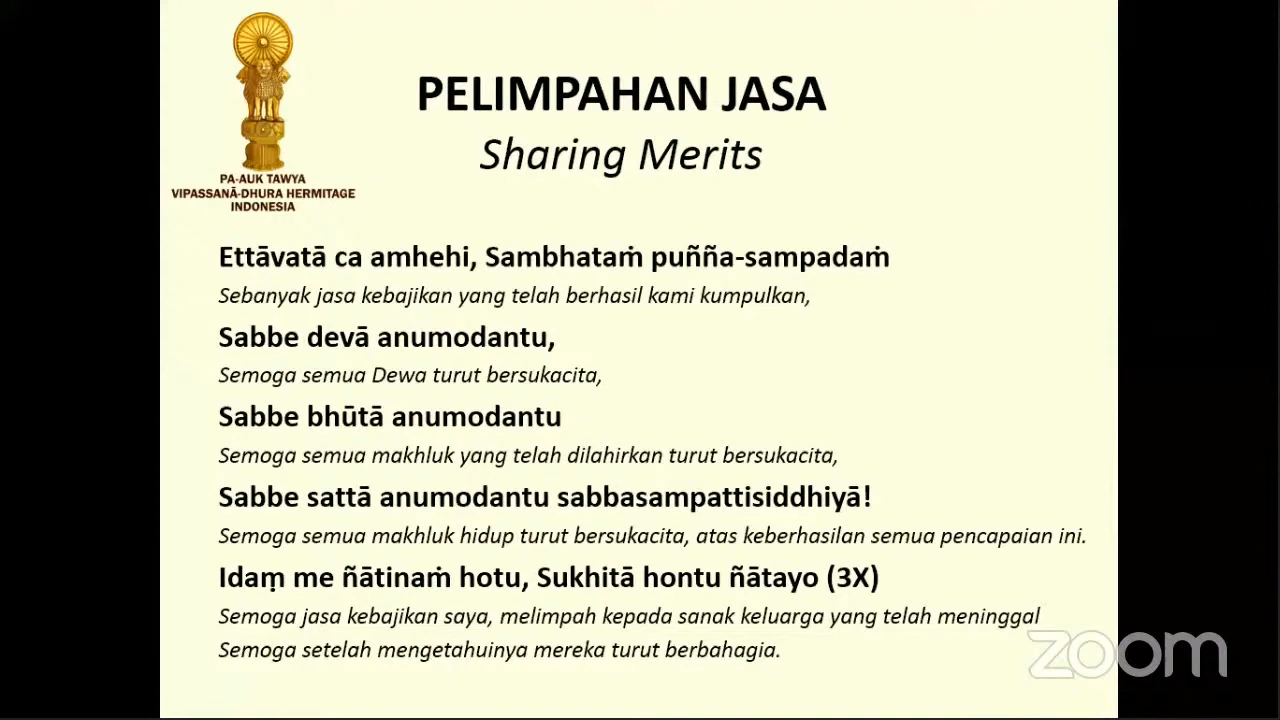 PELIMPAHAN JASA
Sharing Merits
PA-AUK TAWYA
VIPASSANĀ-DHURA HERMITAGE
INDONESIA
Ettāvatā ca amhehi, Sambhataṁ puñña-sampadaṁ
Sebanyak jasa kebajikan yang telah berhasil kami kumpulkan,
Sabbe devā anumodantu,
Semoga semua Dewa turut bersukacita,
Sabbe bhūtā anumodantu
Semoga semua makhluk yang telah dilahirkan turut bersukacita,
Sabbe sattā anumodantu sabbasampattisiddhiyā!
Semoga semua makhluk hidup turut bersukacita, atas keberhasilan semua pencapaian ini.
Idaṃ me ñātinaṁ hotu, Sukhitā hontu ñātayo (3X)
Semoga jasa kebajikan saya, melimpah kepada sanak keluarga yang telah meninggal
Semoga setelah mengetahuinya mereka turut berbahagia.
zoom